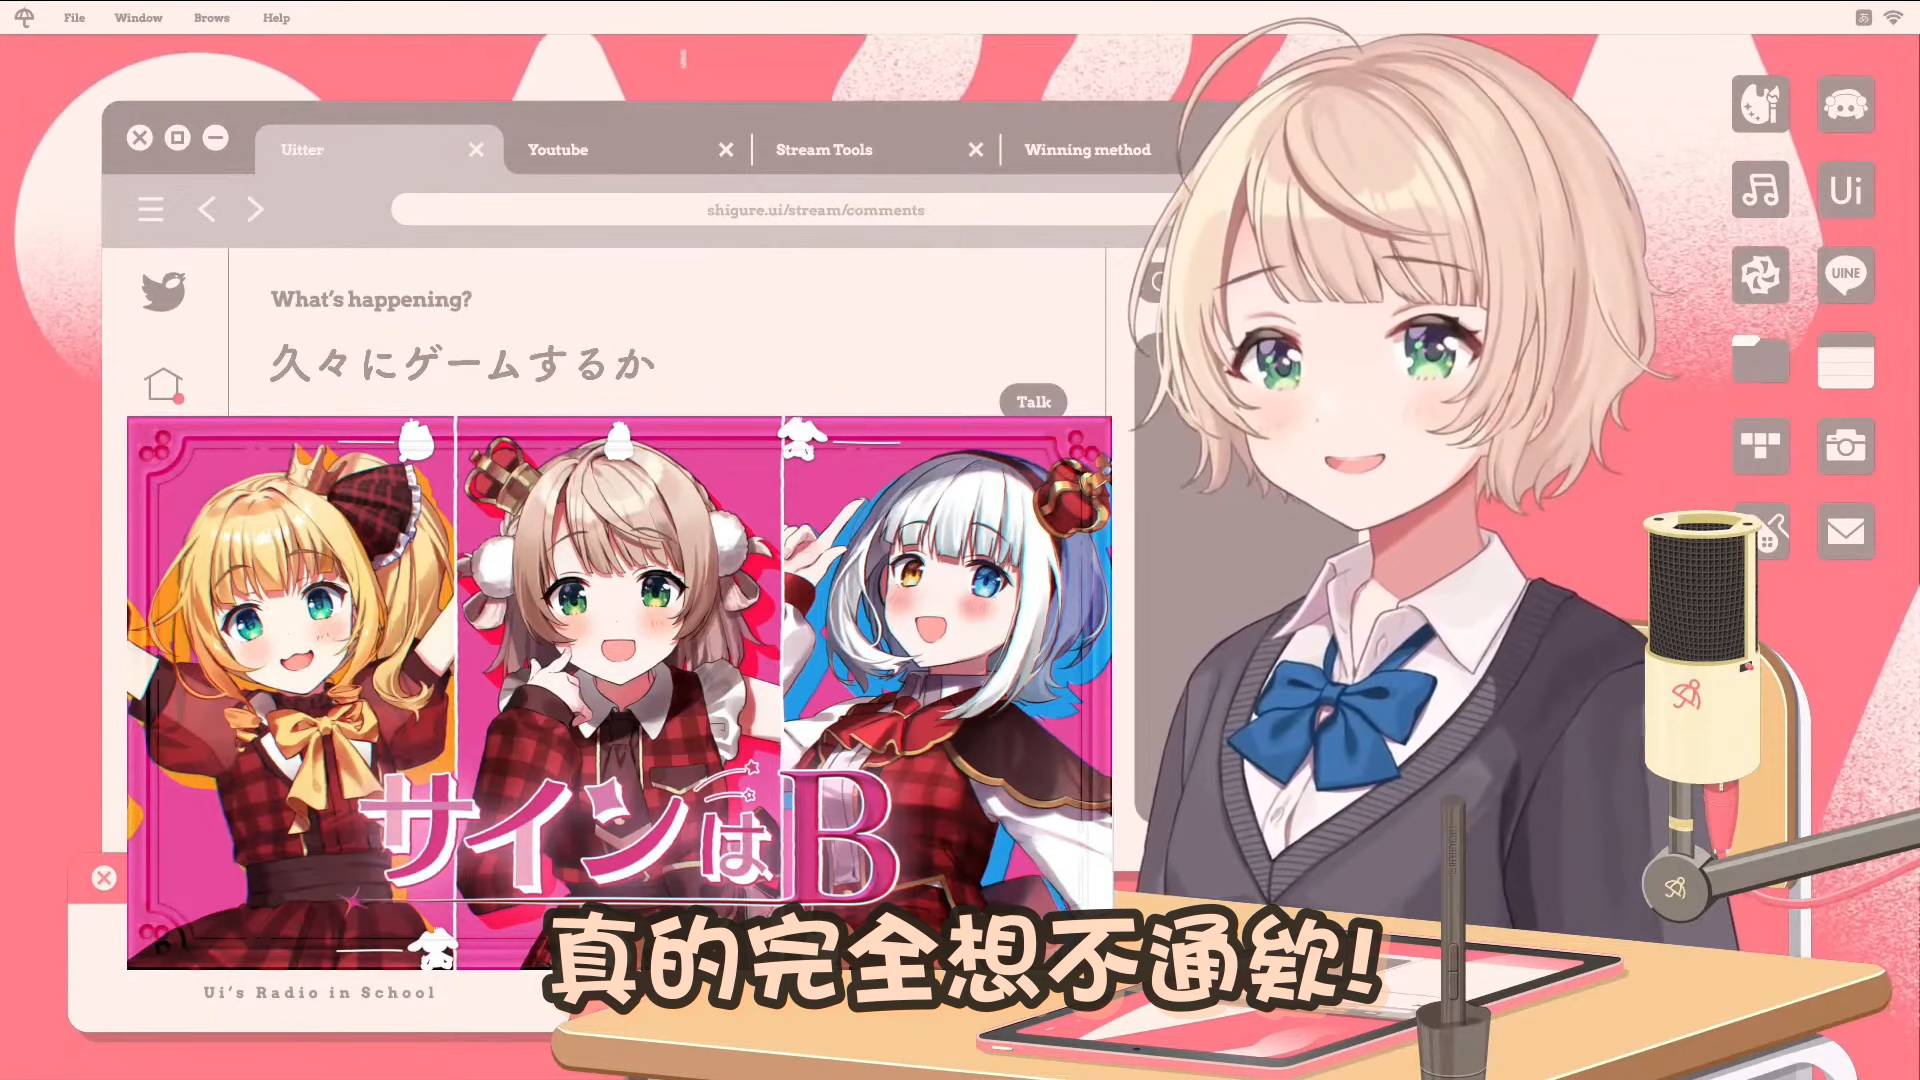 File Window Brows Help
あ
Uitter
Youtube
Stream Tools
Winning method
shigure.ui/stream/comments
Ui
What's happening?
UINE
久々にゲームするか
Talk
サインはB
真的完全想不通欸!
Ui's Radio in School